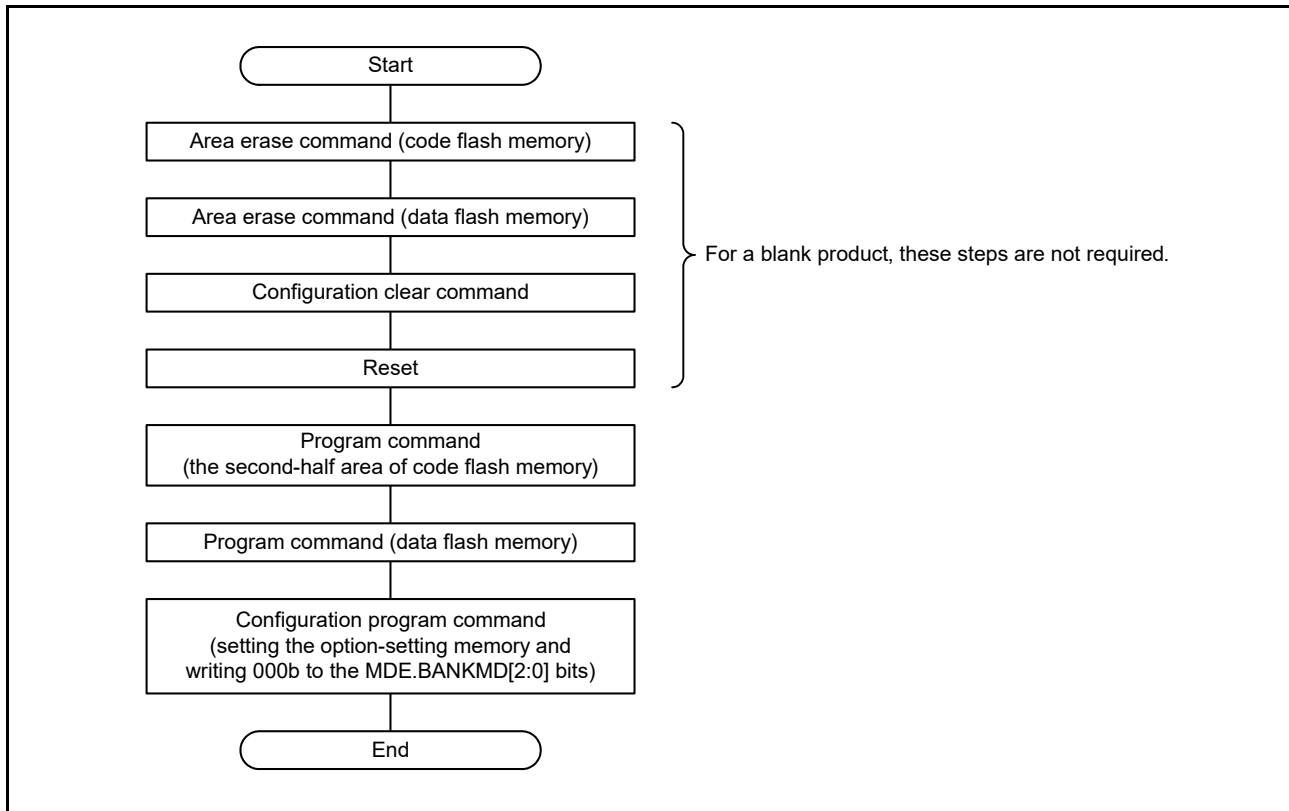 Start
Area erase command (code flash memory)
Area erase command (data flash memory)
For a blank product, these steps are not required.
Configuration clear command
Reset
Program command
(the second-half area of code flash memory)
Program command (data flash memory)
Configuration program command
(setting the option-setting memory and
writing 000b to the MDE.BANKMD[2:0] bits)
End